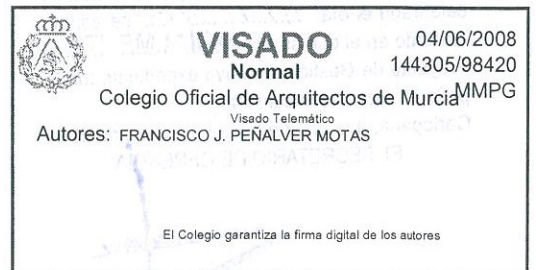 VISADO 04/06/2008
Normal 144305/98420
Colegio Oficial de Arquitectos de Murcia MMPG
Visado Telemático
Autores: FRANCISCO J. PEÑALVER MOTAS
El Colegio garantiza la firma digital de los autores